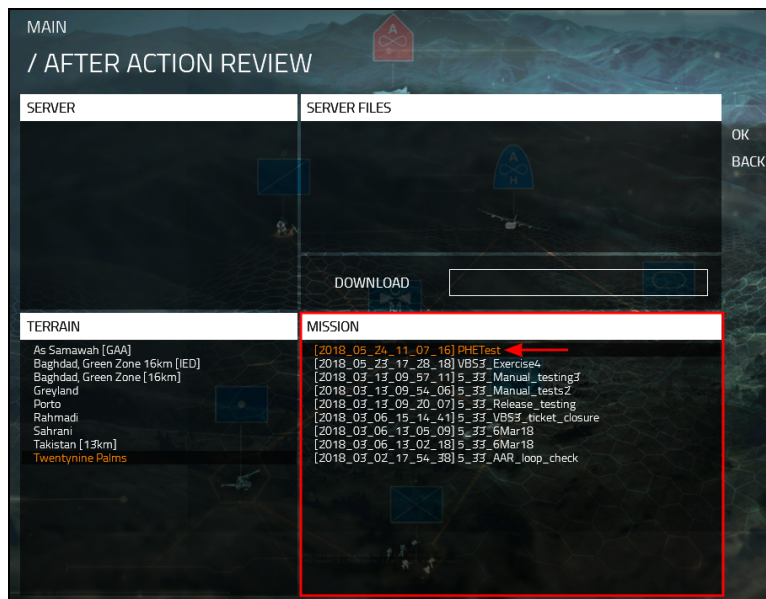 MAIN
/ AFTER ACTION REVIEW
SERVER
SERVER FILES
OK
BACK
A
A
H
DOWNLOAD
TERRAIN
As Samawah [GAA]
Baghdad, Green Zone 16km [IED]
Baghdad, Green Zone [16km]
Greyland
Porto
Rahmadi
Sahrani
Takistan [13km]
Twentynine Palms
MISSION
[2018_05_24_11_07_16] PHETest
[2018_05_23_17_28_18] VBS3_Exercise4
[2018_03_13_09_57_11] 5_33_Manual_testing3
[2018_03_13_09_54_06] 5_33_Manual_tests2
[2018_03_13_09_20_07] 5_33_Release_testing
[2018_03_06_15_14_41] 5_33_VBS3_ticket_closure
[2018_03_06_13_05_09] 5_33_6Mar18
[2018_03_06_13_02_18] 5_33_6Mar18
[2018_03_02_17_54_38] 5_33_AAR_loop_check